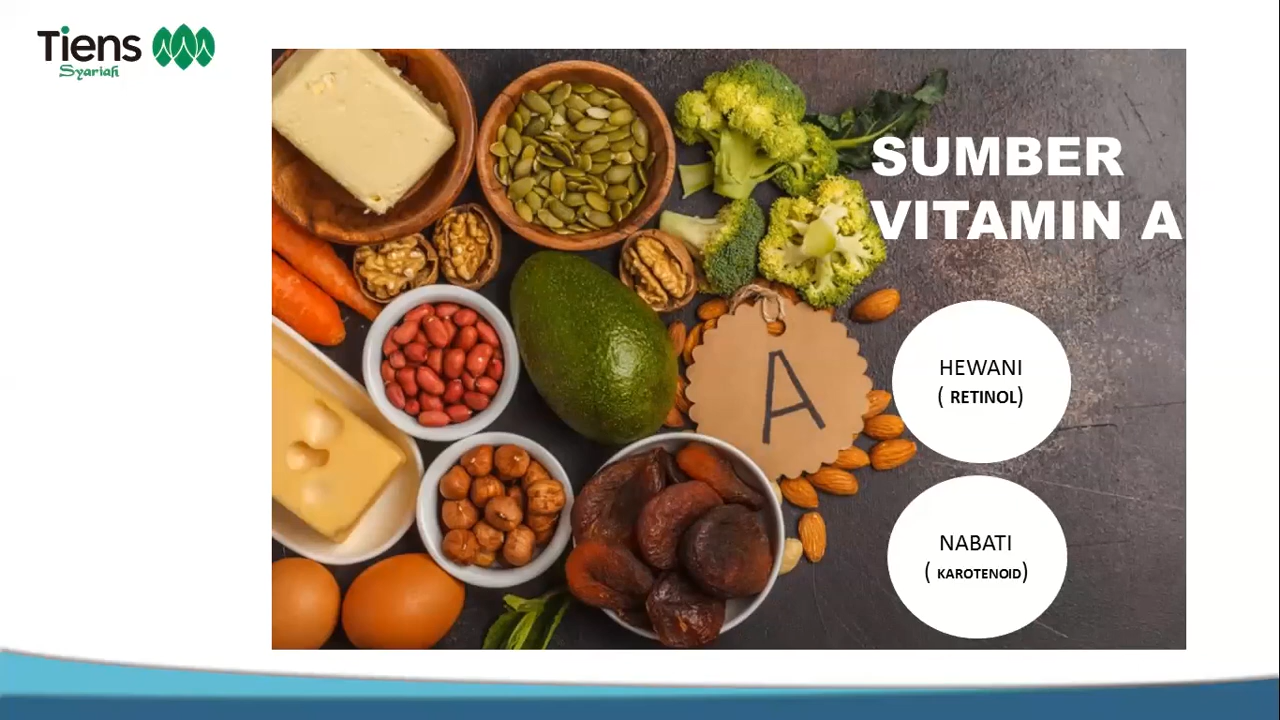 Tiens
Syariah
SUMBER
VITAMIN A
A
HEWANI
( RETINOL)
NABATI
( KAROTENOID)